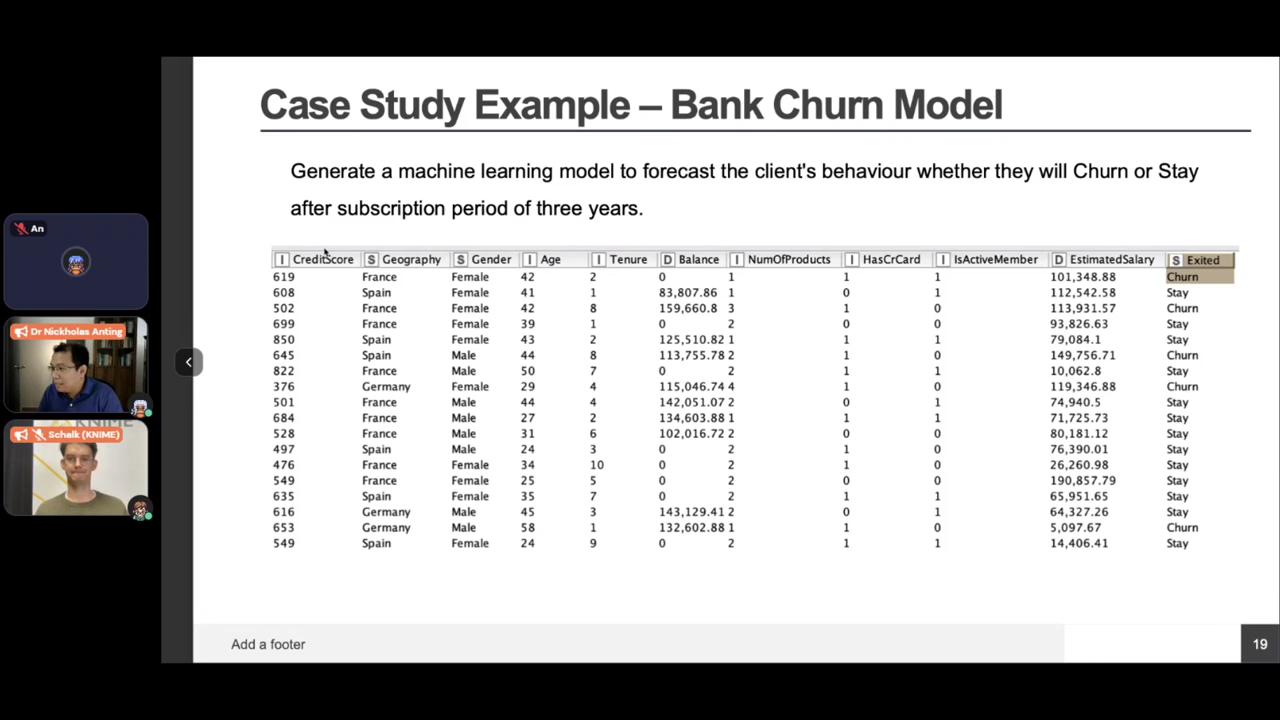 Case Study Example – Bank Churn Model
Generate a machine learning model to forecast the client's behaviour whether they will Churn or Stay
after subscription period of three years.
An
Dr Nickholas Anting
Schalk (KNIME)
KNIME
I CreditScore S Geography S Gender I Age I Tenure D Balance I NumOfProducts I HasCrCard I IsActiveMember D EstimatedSalary S Exited
619 France Female 42 2 0 1 1 1 101,348.88 Churn
608 Spain Female 41 1 83,807.86 1 0 1 112,542.58 Stay
502 France Female 42 8 159,660.8 3 1 0 113,931.57 Churn
699 France Female 39 1 0 2 0 0 93,826.63 Stay
850 Spain Female 43 2 125,510.82 1 1 1 79,084.1 Stay
645 Spain Male 44 8 113,755.78 2 1 0 149,756.71 Churn
822 France Male 50 7 0 2 1 1 10,062.8 Stay
376 Germany Female 29 4 115,046.74 4 1 0 119,346.88 Churn
501 France Male 44 4 142,051.07 2 0 1 74,940.5 Stay
684 France Male 27 2 134,603.88 1 1 1 71,725.73 Stay
528 France Male 31 6 102,016.72 2 0 0 80,181.12 Stay
497 Spain Male 24 3 0 2 1 0 76,390.01 Stay
476 France Female 34 10 0 2 1 0 26,260.98 Stay
549 France Female 25 5 0 2 0 0 190,857.79 Stay
635 Spain Female 35 7 0 2 1 1 65,951.65 Stay
616 Germany Male 45 3 143,129.41 2 0 1 64,327.26 Stay
653 Germany Male 58 1 132,602.88 1 1 0 5,097.67 Churn
549 Spain Female 24 9 0 2 1 1 14,406.41 Stay
Add a footer
19